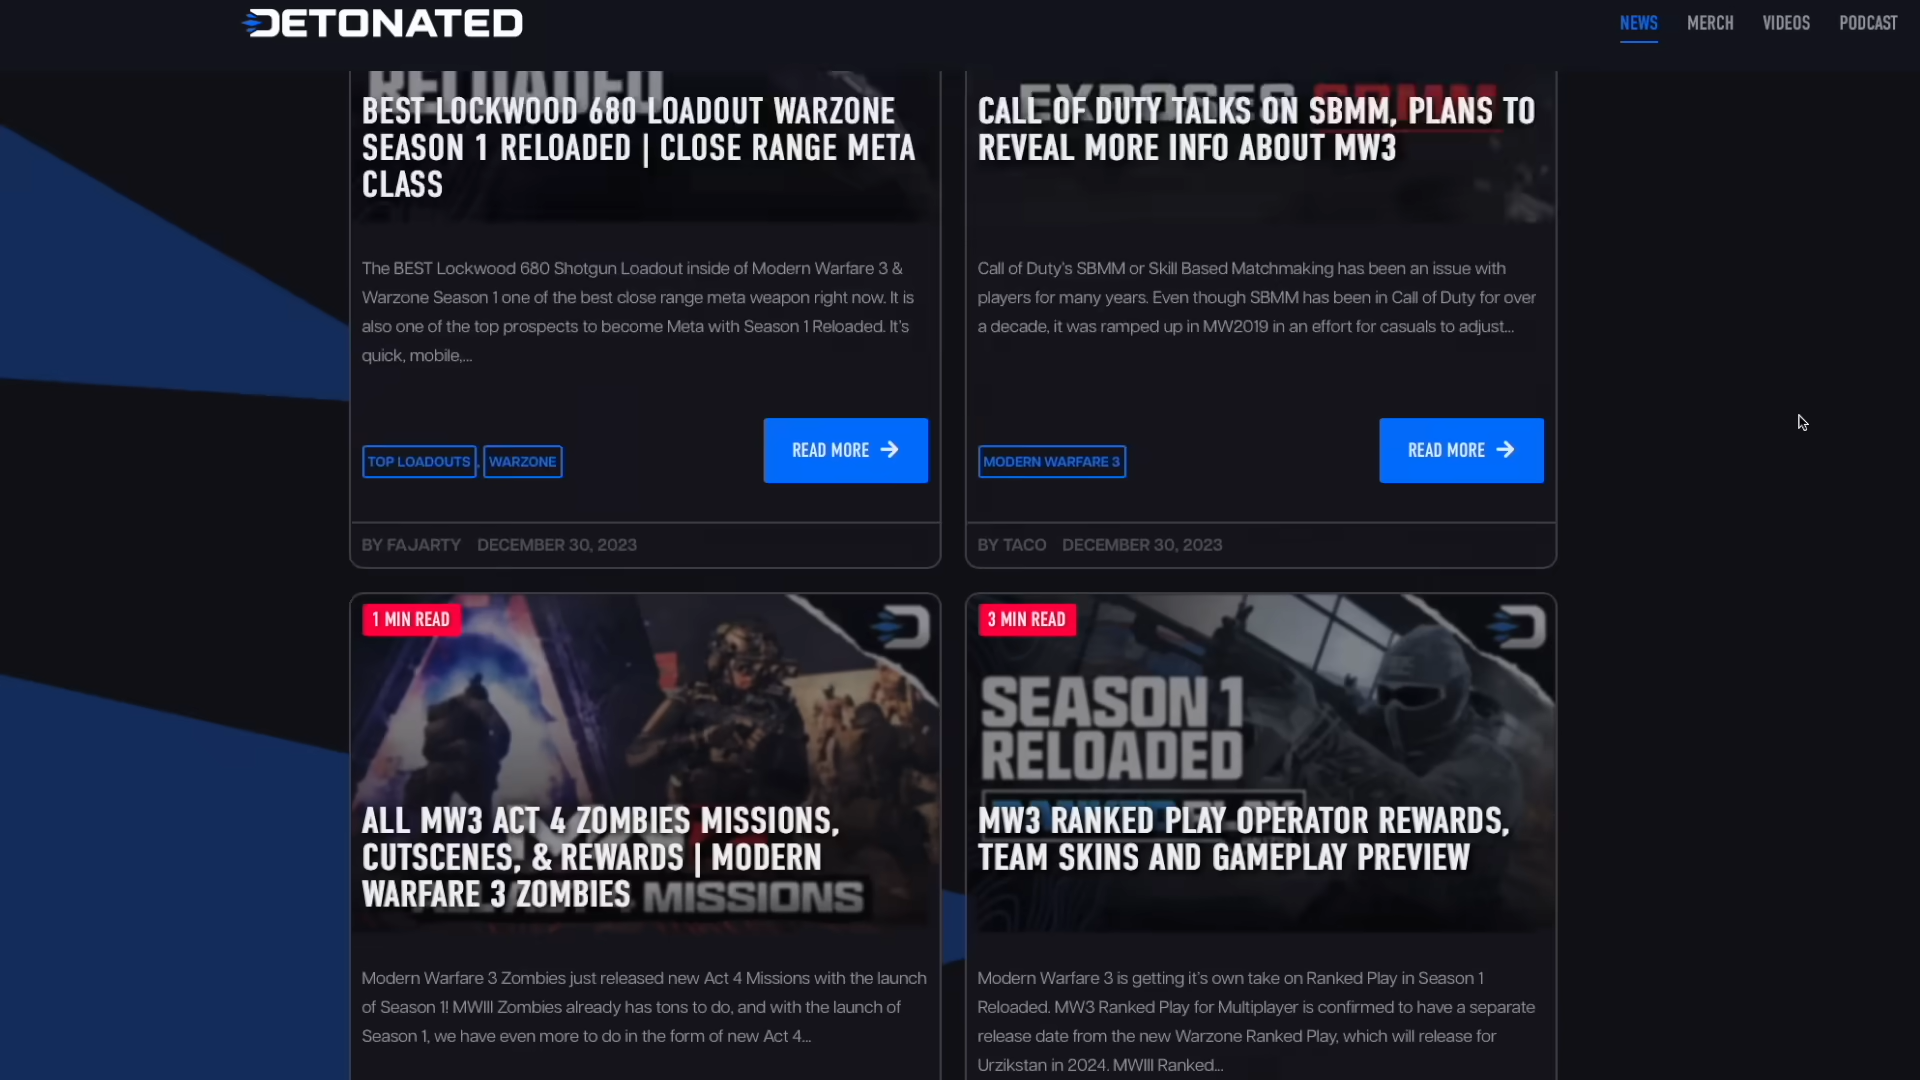 DETONATED
NEWS MERCH VIDEOS PODCAST
RELOADED
BEST LOCKWOOD 680 LOADOUT WARZONE
SEASON 1 RELOADED | CLOSE RANGE META
CLASS
The BEST Lockwood 680 Shotgun Loadout inside of Modern Warfare 3 &
Warzone Season 1 one of the best close range meta weapon right now. It is
also one of the top prospects to become Meta with Season 1 Reloaded. It's
quick, mobile,...
TOP LOADOUTS, WARZONE
READ MORE →
BY FAJARTY DECEMBER 30, 2023
EXPOSED SBMM
CALL OF DUTY TALKS ON SBMM, PLANS TO
REVEAL MORE INFO ABOUT MW3
Call of Duty's SBMM or Skill Based Matchmaking has been an issue with
players for many years. Even though SBMM has been in Call of Duty for over
a decade, it was ramped up in MW2019 in an effort for casuals to adjust...
MODERN WARFARE 3
READ MORE →
BY TACO DECEMBER 30, 2023
1 MIN READ
ALL MW3 ACT 4 ZOMBIES MISSIONS,
CUTSCENES, & REWARDS | MODERN
WARFARE 3 ZOMBIES
MISSIONS
Modern Warfare 3 Zombies just released new Act 4 Missions with the launch
of Season 1! MWIII Zombies already has tons to do, and with the launch of
Season 1, we have even more to do in the form of new Act 4...
3 MIN READ
SEASON 1
RELOADED
MW3 RANKED PLAY OPERATOR REWARDS,
TEAM SKINS AND GAMEPLAY PREVIEW
Modern Warfare 3 is getting it's own take on Ranked Play in Season 1
Reloaded. MW3 Ranked Play for Multiplayer is confirmed to have a separate
release date from the new Warzone Ranked Play, which will release for
Urzikstan in 2024. MWIII Ranked...